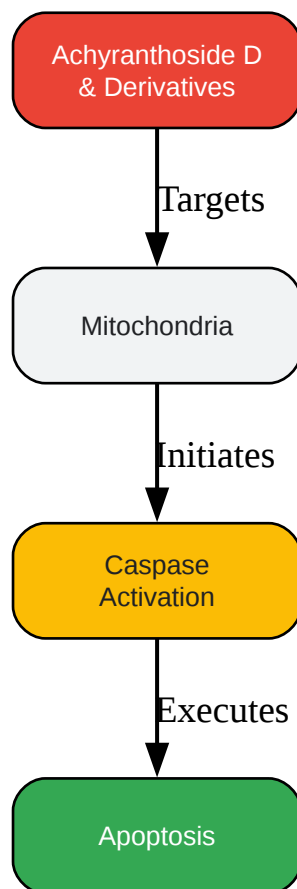 Achyranthoside D
& Derivatives
Targets
Mitochondria
Initiates
Caspase
Activation
Executes
Apoptosis